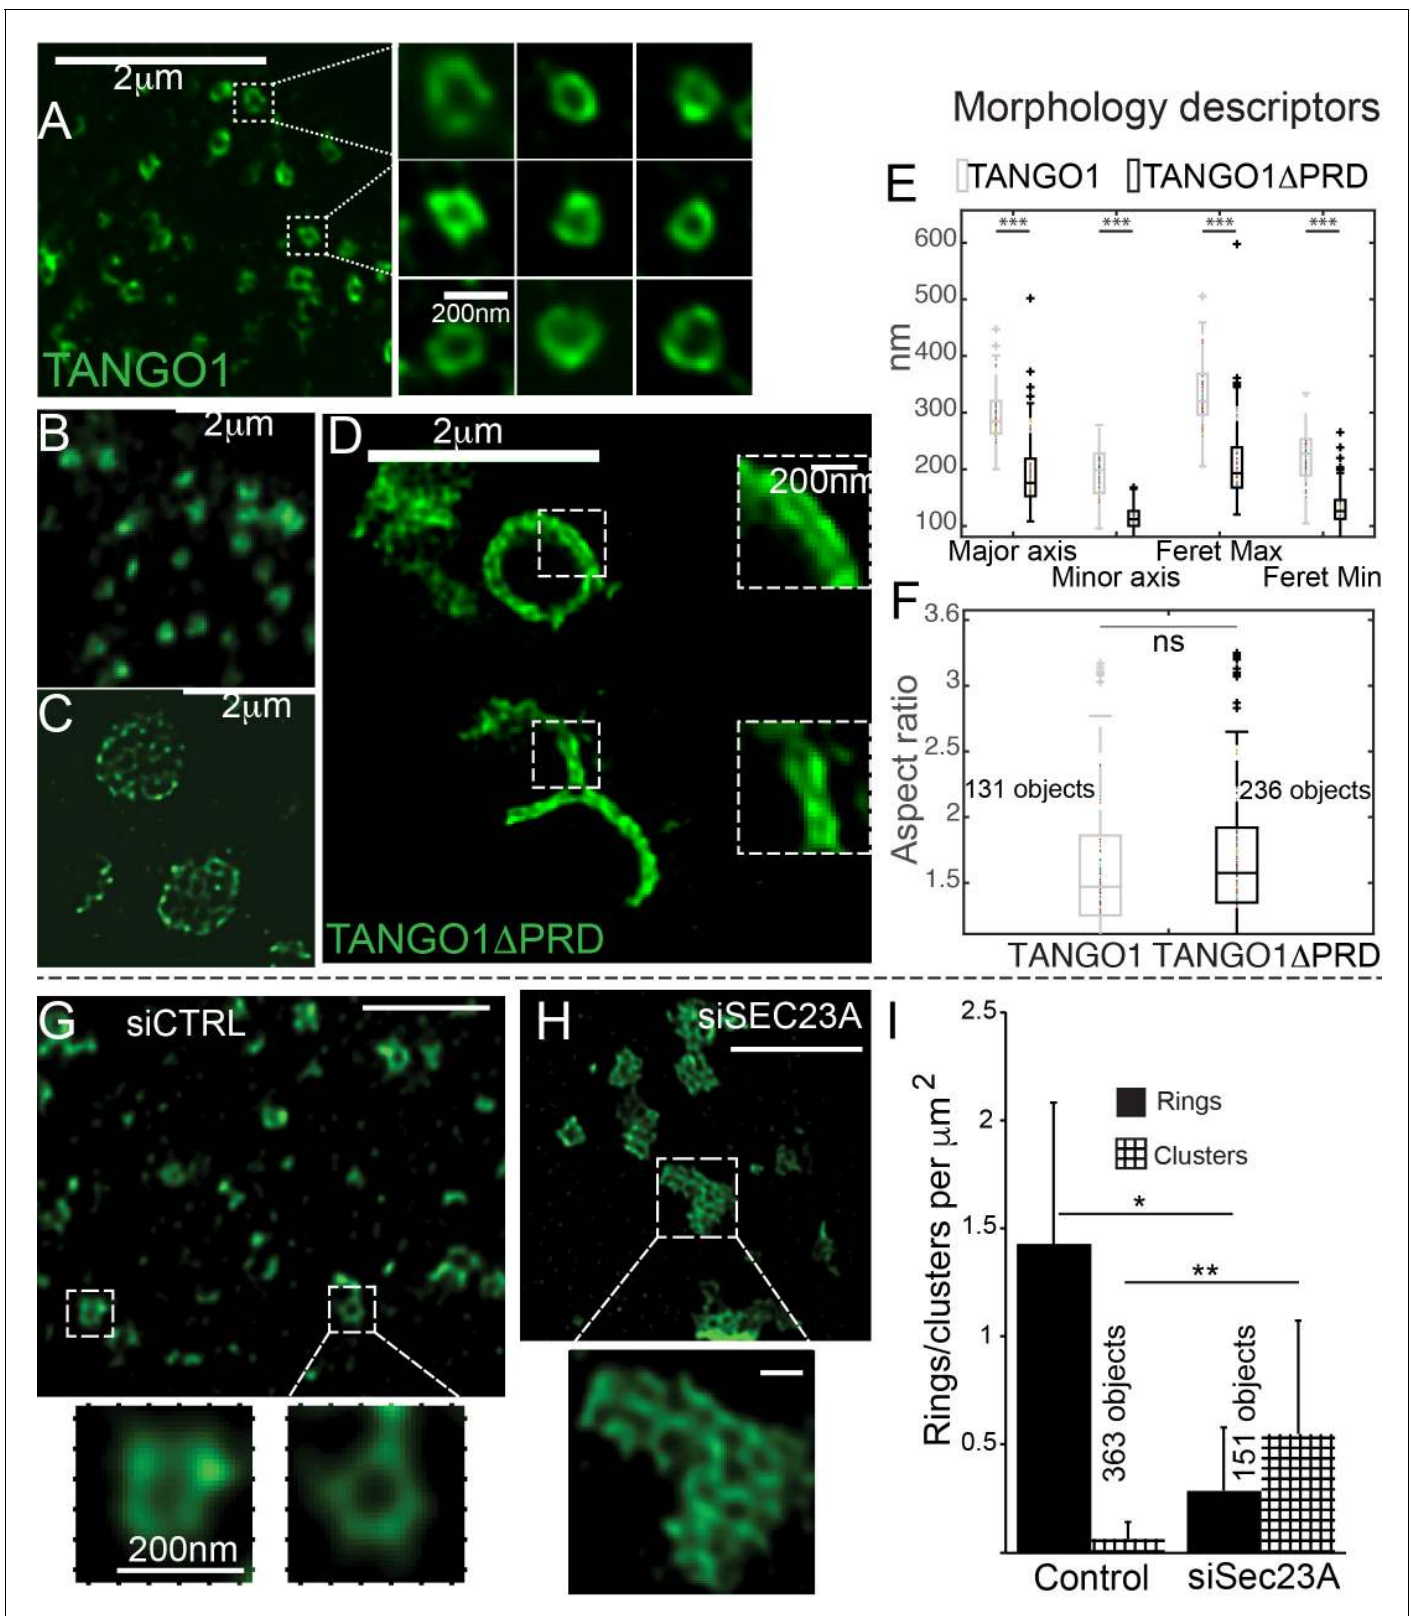 A
2μm
TANGO1
200nm
B
2μm
C
2μm
D
2μm
200nm
TANGO1ΔPRD
Morphology descriptors
E
TANGO1
TANGO1ΔPRD
***
***
***
***
600
500
400
300
200
100
nm
Major axis
Minor axis
Feret Max
Feret Min
F
3.6
3
2.5
2
1.5
Aspect ratio
ns
131 objects
236 objects
TANGO1
TANGO1ΔPRD
G
siCTRL
200nm
H
siSEC23A
I
2.5
2
1.5
1
0.5
Rings/clusters per μm2
Rings
Clusters
*
**
363 objects
151 objects
Control
siSec23A